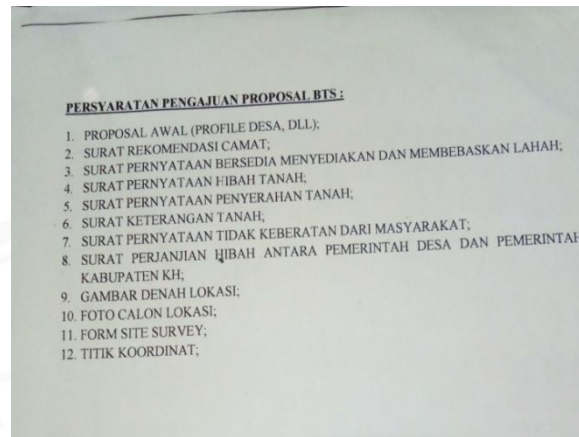 PERSYARATAN PENGAJUAN PROPOSAL BTS :
1. PROPOSAL AWAL (PROFILE DESA, DLL);
2. SURAT REKOMENDASI CAMAT;
3. SURAT PERNYATAAN BERSEDIA MENYEDIAKAN DAN MEMBEBASKAN LAHAH;
4. SURAT PERNYATAAN HIBAH TANAH;
5. SURAT PERNYATAAN PENYERAHAN TANAH;
6. SURAT KETERANGAN TANAH;
7. SURAT PERNYATAAN TIDAK KEBERATAN DARI MASYARAKAT;
8. SURAT PERJANJIAN HIBAH ANTARA PEMERINTAH DESA DAN PEMERINTAH
KABUPATEN KH;
9. GAMBAR DENAH LOKASI;
10. FOTO CALON LOKASI;
11. FORM SITE SURVEY;
12. TITIK KOORDINAT;